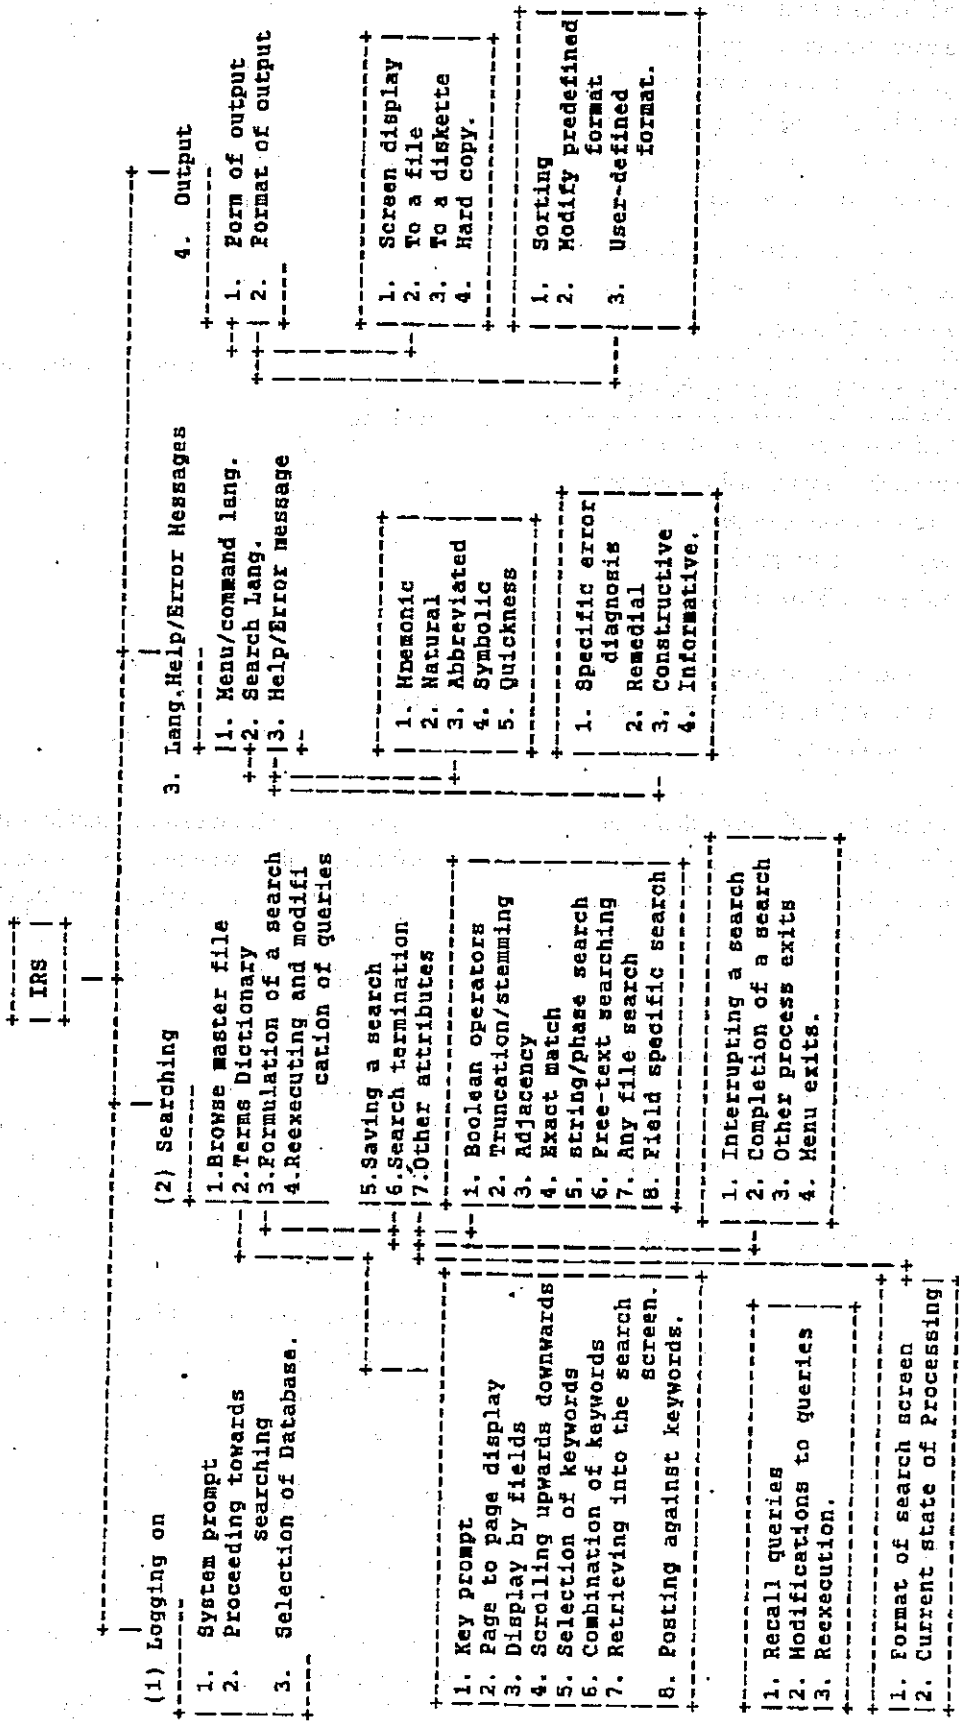 IRS
(1) Logging on
1. System prompt
2. Proceeding towards
searching
3. Selection of Database.
(2) Searching
1.Browse master file
2.Terms Dictionary
3.Formulation of a search
4.Reexecuting and modifi
cation of queries
5.Saving a search
6.Search termination
7.Other attributes
3. Lang.Help/Error Messages
1. Menu/command lang.
2. Search Lang.
3. Help/Error message
4. Output
1. Form of output
2. Format of output
1. Key prompt
2. Page to page display
3. Display by fields
4. Scrolling upwards downwards
5. Selection of keywords
6. Combination of keywords
7. Retrieving into the search
screen.
8. Posting against keywords.
1. Boolean operators
2. Truncation/stemming
3. Adjacency
4. Exact match
5. string/phase search
6. Free-text searching
7. Any file search
8. Field specific search
1. Mnemonic
2. Natural
3. Abbreviated
4. Symbolic
5. Quickness
1. Screen display
2. To a file
3. To a diskette
4. Hard copy.
1. Interrupting a search
2. Completion of a search
3. Other process exits
4. Menu exits.
1. Specific error
diagnosis
2. Remedial
3. Constructive
4. Informative.
1. Sorting
2. Modify predefined
format
3. User-defined
format.
1. Recall queries
2. Modifications to queries
3. Reexecution.
1. Format of search screen
2. Current state of Processing